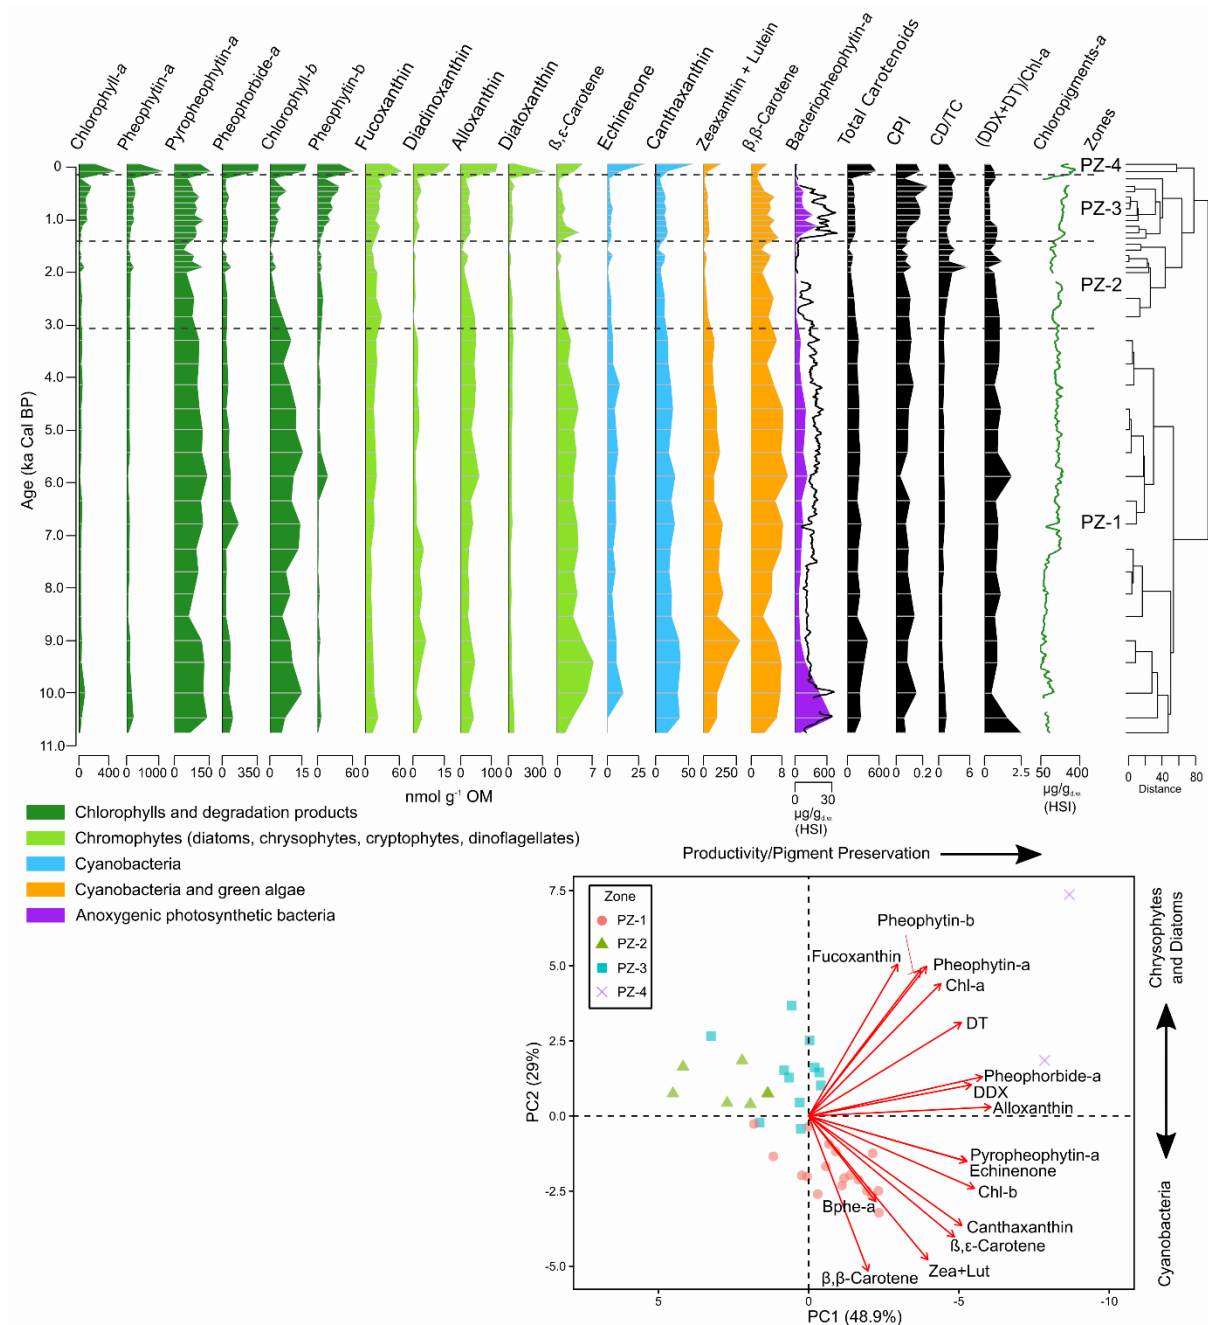 Chlorophyll-a
Pheophytin-a
Pyropheophytin-a
Pheophorbide-a
Chlorophyll-b
Pheophytin-b
Fucoxanthin
Diadinoxanthin
Alloxanthin
Diatoxanthin
ß,ε-Carotene
Echinenone
Canthaxanthin
Zeaxanthin + Lutein
β,β-Carotene
Bacteriopheophytin-a
Total Carotenoids
CPI
CD/TC
(DDX+DT)/Chl-a
Chloropigments-a
Zones
0
1.0
2.0
3.0
4.0
5.0
6.0
7.0
8.0
9.0
10.0
11.0
Age (ka Cal BP)
PZ-4
PZ-3
PZ-2
PZ-1
0 400 0 1000 0 150 0 350 0 15 0 600 0 60 0 15 0 100 0 300 0 7 0 25 0 50 0 250 0 8 0 600 0 600 0 0.2 0 6 0 2.5 50 400 0 40 80
nmol g⁻¹ OM
0 30
µg/g d.w.
(HSI)
µg/g d.w.
(HSI)
Distance
Chlorophylls and degradation products
Chromophytes (diatoms, chrysophytes, cryptophytes, dinoflagellates)
Cyanobacteria
Cyanobacteria and green algae
Anoxygenic photosynthetic bacteria
Productivity/Pigment Preservation
Zone
PZ-1
PZ-2
PZ-3
PZ-4
7.5
5.0
2.5
0.0
-2.5
-5.0
PC2 (29%)
Pheophytin-b
Fucoxanthin
Pheophytin-a
Chl-a
DT
Pheophorbide-a
DDX
Alloxanthin
Pyropheophytin-a
Echinenone
Chl-b
Bphe-a
Canthaxanthin
ß,ε-Carotene
Zea+Lut
β,β-Carotene
5 0 -5 -10
PC1 (48.9%)
Chrysophytes
and Diatoms
Cyanobacteria